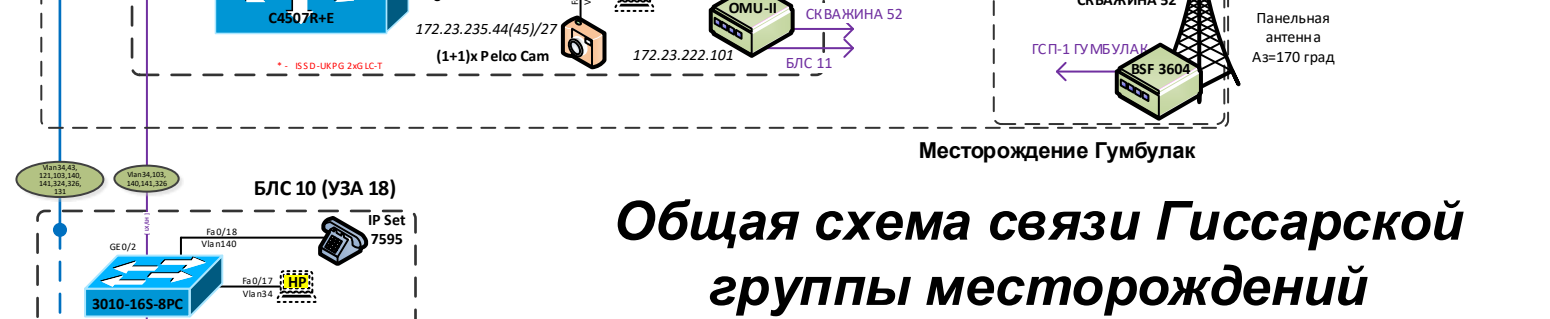 C4507R+E
172.23.235.44(45)/27
(1+1)x Pelco Cam
* - ISSD-UKPG 2xGLC-T
OMU-II
172.23.222.101
СКВАЖИНА 52
БЛС 11
СКВАЖИНА 52
ГСП-1 ГУМБУЛАК
BSF 3604
Панельная
антенна
Аз=170 град
Месторождение Гумбулак
Vlan34,43,
121,103,140,
141,324,326,
131
Vlan34,103,
140,141,326
БЛС 10 (УЗА 18)
IP Set
7595
Fa0/18
Vlan140
GE0/2
Fa0/17
Vlan34
HP
3010-16S-8PC
Общая схема связи Гиссарской
группы месторождений